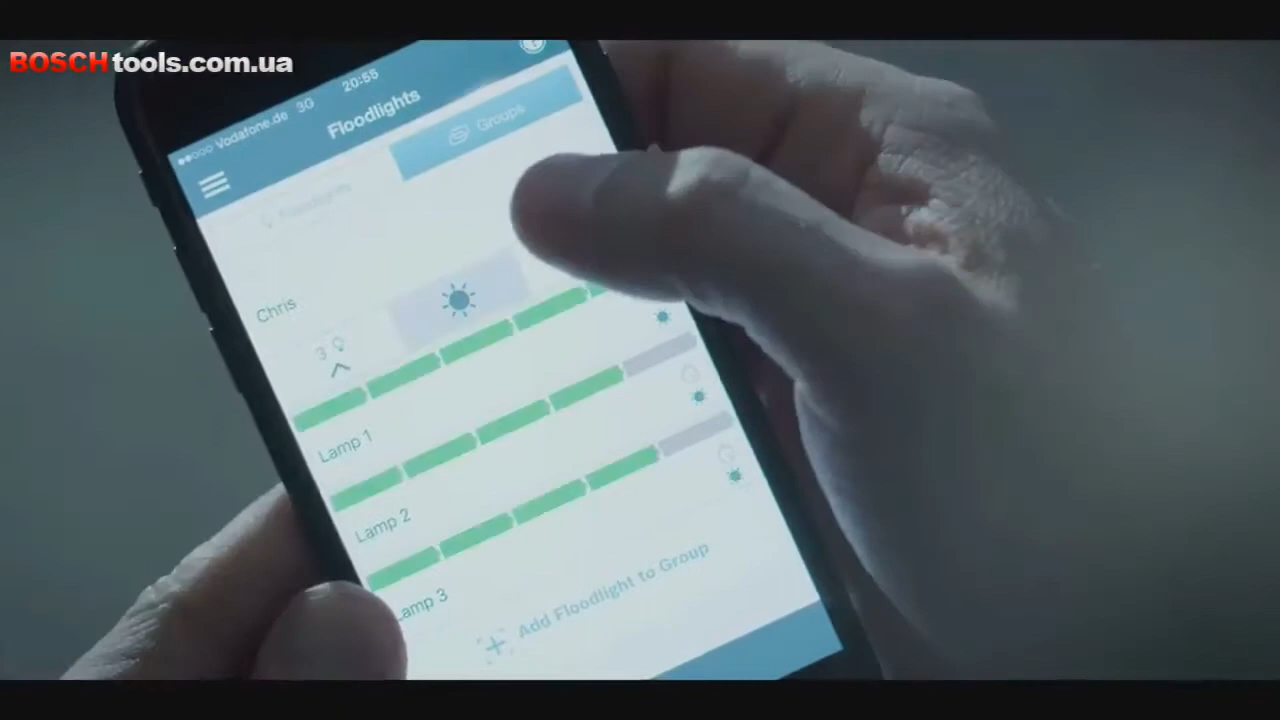 BOSCHtools.com.ua
Vodafone.de 3G 20:55
Floodlights
Floodlights
Groups
Chris
3
Lamp 1
Lamp 2
Lamp 3
Add Floodlight to Group